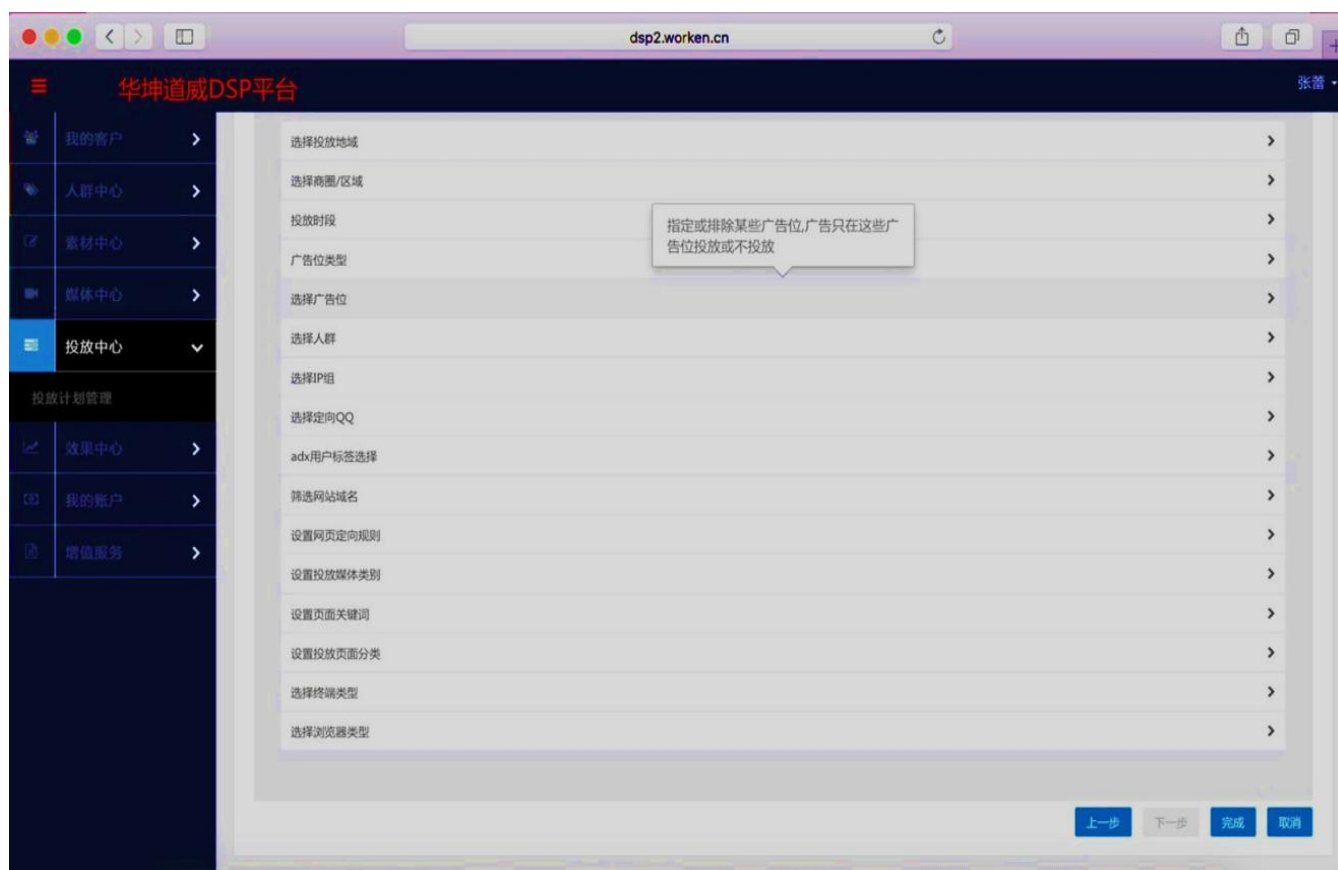 dsp2.worken.cn
华坤道威DSP平台
张蕾
我的客户
人群中心
素材中心
媒体中心
投放中心
投放计划管理
效果中心
我的账户
增值服务
选择投放地域
选择商圈/区域
投放时段
广告位类型
指定或排除某些广告位,广告只在这些广
告位投放或不投放
选择广告位
选择人群
选择IP组
选择定向QQ
adx用户标签选择
筛选网站域名
设置网页定向规则
设置投放媒体类别
设置页面关键词
设置投放页面分类
选择终端类型
选择浏览器类型
上一步
下一步
完成
取消